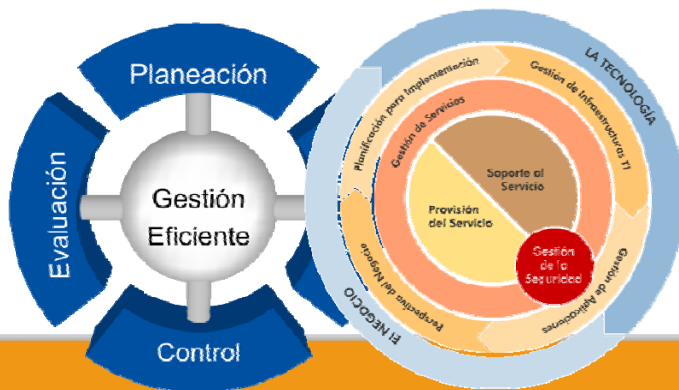 Planeación
Evaluación
Gestión
Eficiente
Control
LA TECNOLOGÍA
El NEGOCIO
Planificación para Implementación
Gestión de Infraestructuras TI
Gestión de Aplicaciones
Perspectiva del Negocio
Gestión de Servicios
Soporte al
Servicio
Provisión
del Servicio
Gestión
de la
Seguridad